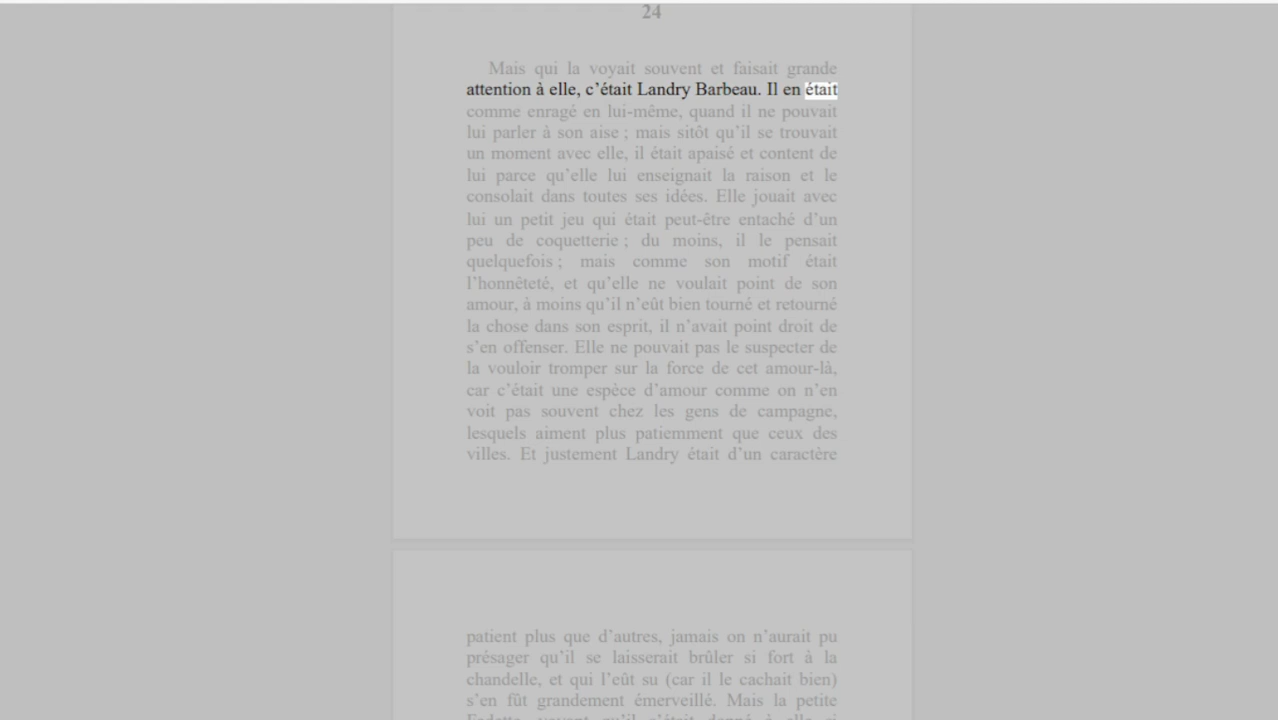 24
Mais qui la voyait souvent et faisait grande
attention à elle, c’était Landry Barbeau. Il en était
comme enragé en lui-même, quand il ne pouvait
lui parler à son aise ; mais sitôt qu’il se trouvait
un moment avec elle, il était apaisé et content de
lui parce qu’elle lui enseignait la raison et le
consolait dans toutes ses idées. Elle jouait avec
lui un petit jeu qui était peut-être entaché d’un
peu de coquetterie ; du moins, il le pensait
quelquefois ; mais comme son motif était
l’honnêteté, et qu’elle ne voulait point de son
amour, à moins qu’il n’eût bien tourné et retourné
la chose dans son esprit, il n’avait point droit de
s’en offenser. Elle ne pouvait pas le suspecter de
la vouloir tromper sur la force de cet amour-là,
car c’était une espèce d’amour comme on n’en
voit pas souvent chez les gens de campagne,
lesquels aiment plus patiemment que ceux des
villes. Et justement Landry était d’un caractère
patient plus que d’autres, jamais on n’aurait pu
présager qu’il se laisserait brûler si fort à la
chandelle, et qui l’eût su (car il le cachait bien)
s’en fût grandement émerveillé. Mais la petite
Fadette, voyant qu’il s’était donné à elle si